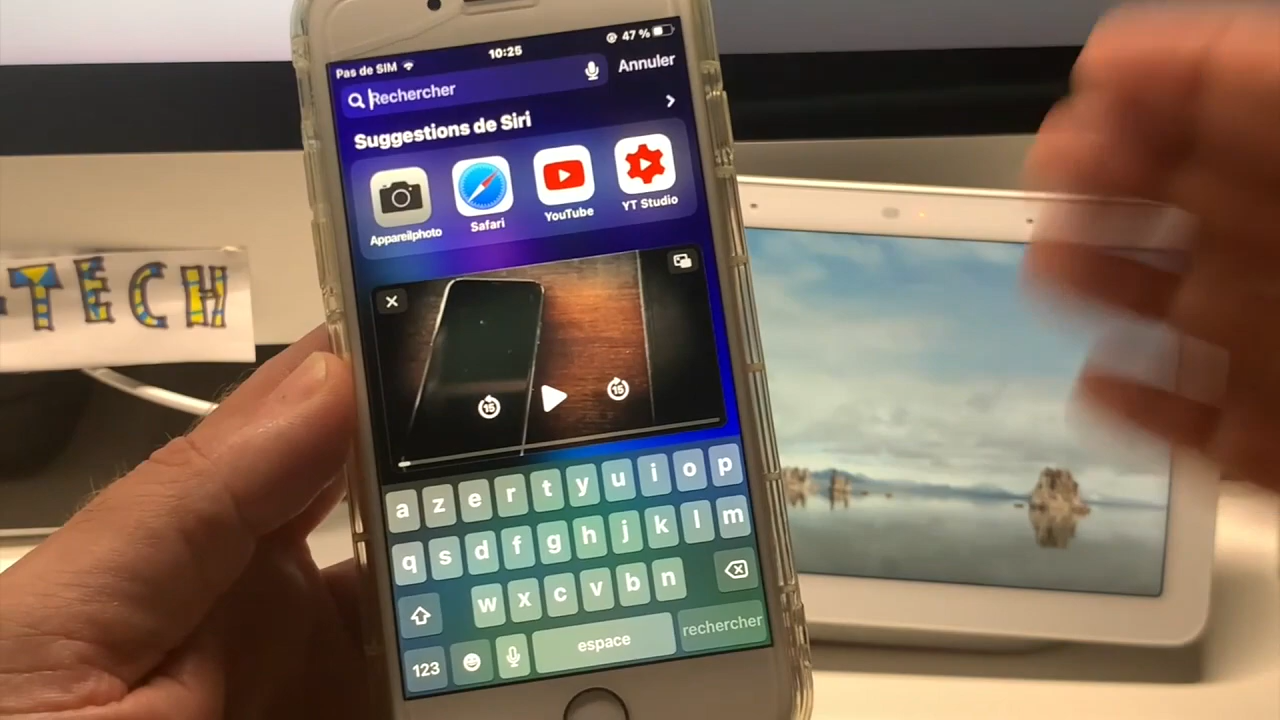 Pas de SIM 10:25 47 %
Rechercher Annuler
Suggestions de Siri
Appareil photo Safari YouTube YT Studio
-TECH
15 15
a z e r t y u i o p
q s d f g h j k l m
w x c v b n
123 espace rechercher